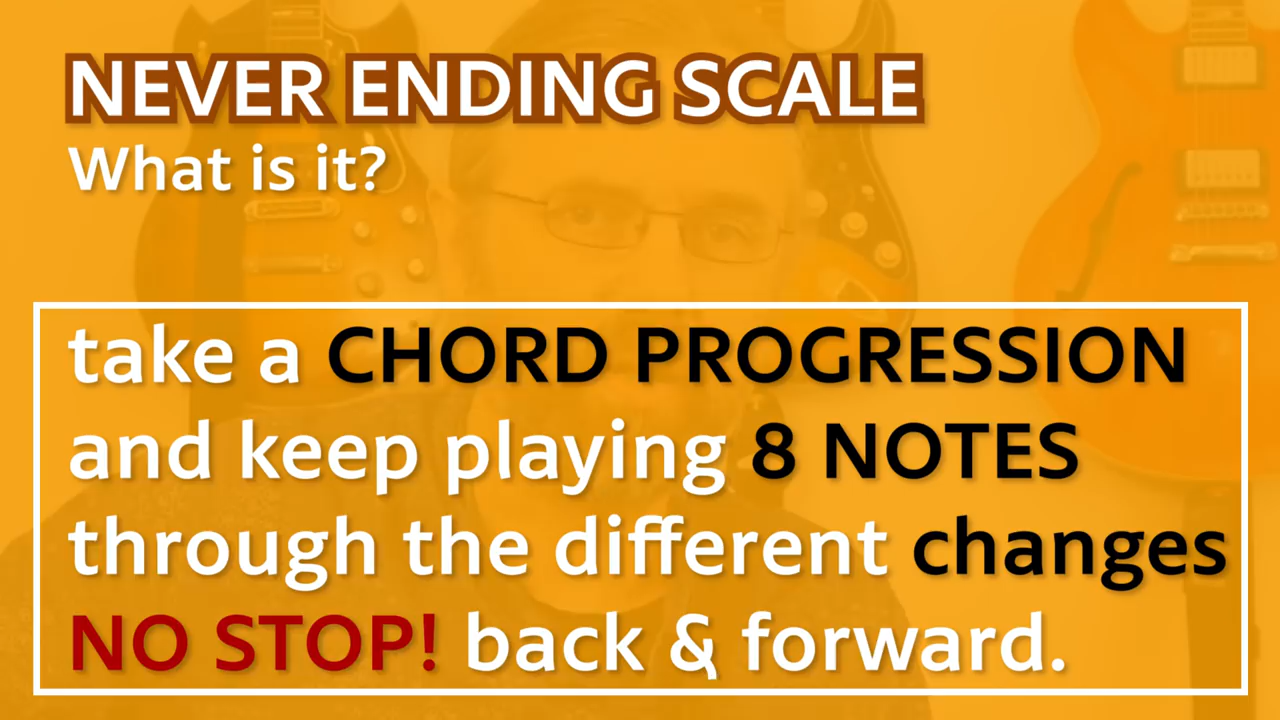 NEVER ENDING SCALE
What is it?
take a CHORD PROGRESSION
and keep playing 8 NOTES
through the different changes
NO STOP! back & forward.